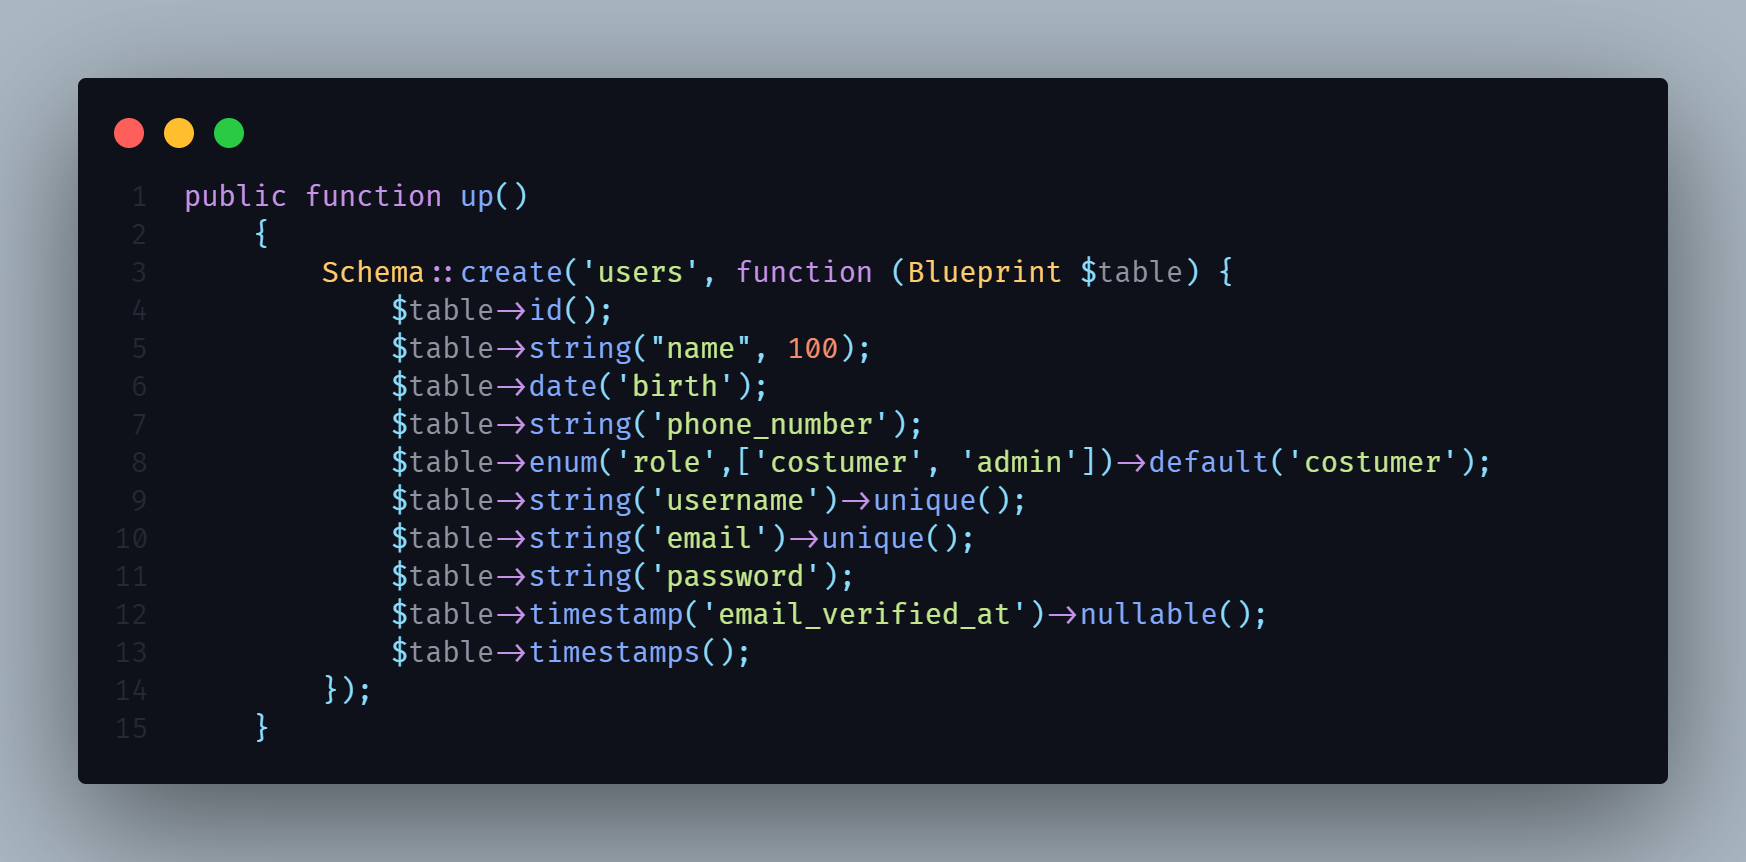 1 public function up()
2 {
3 Schema::create('users', function (Blueprint $table) {
4 $table->id();
5 $table->string("name", 100);
6 $table->date('birth');
7 $table->string('phone_number');
8 $table->enum('role',['costumer', 'admin'])->default('costumer');
9 $table->string('username')->unique();
10 $table->string('email')->unique();
11 $table->string('password');
12 $table->timestamp('email_verified_at')->nullable();
13 $table->timestamps();
14 });
15 }